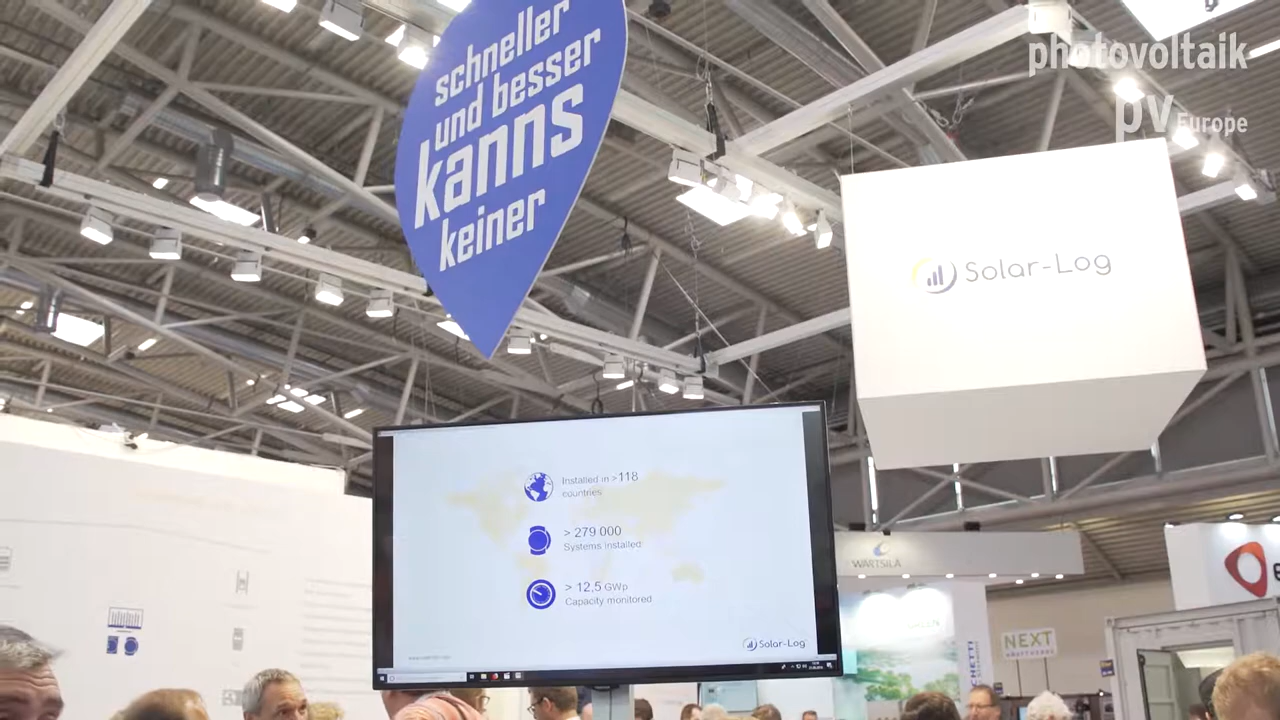 schneller
und besser
kanns
keiner
photovoltaik
pv Europe
Solar-Log
Installed in >118
countries
> 279 000
Systems installed
> 12,5 GWp
Capacity monitored
Solar-Log
WÄRTSILÄ
NEXT